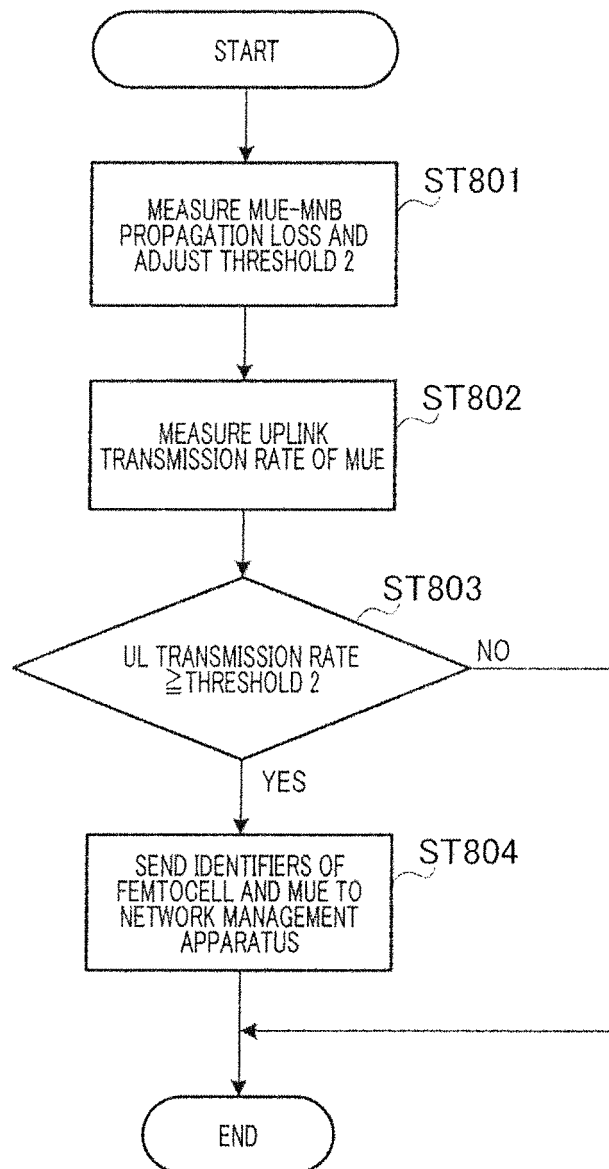 START
ST801
MEASURE MUE-MNB
PROPAGATION LOSS AND
ADJUST THRESHOLD 2
ST802
MEASURE UPLINK
TRANSMISSION RATE OF MUE
ST803
UL TRANSMISSION RATE
≧THRESHOLD 2
NO
YES
ST804
SEND IDENTIFIERS OF
FEMTOCELL AND MUE TO
NETWORK MANAGEMENT
APPARATUS
END